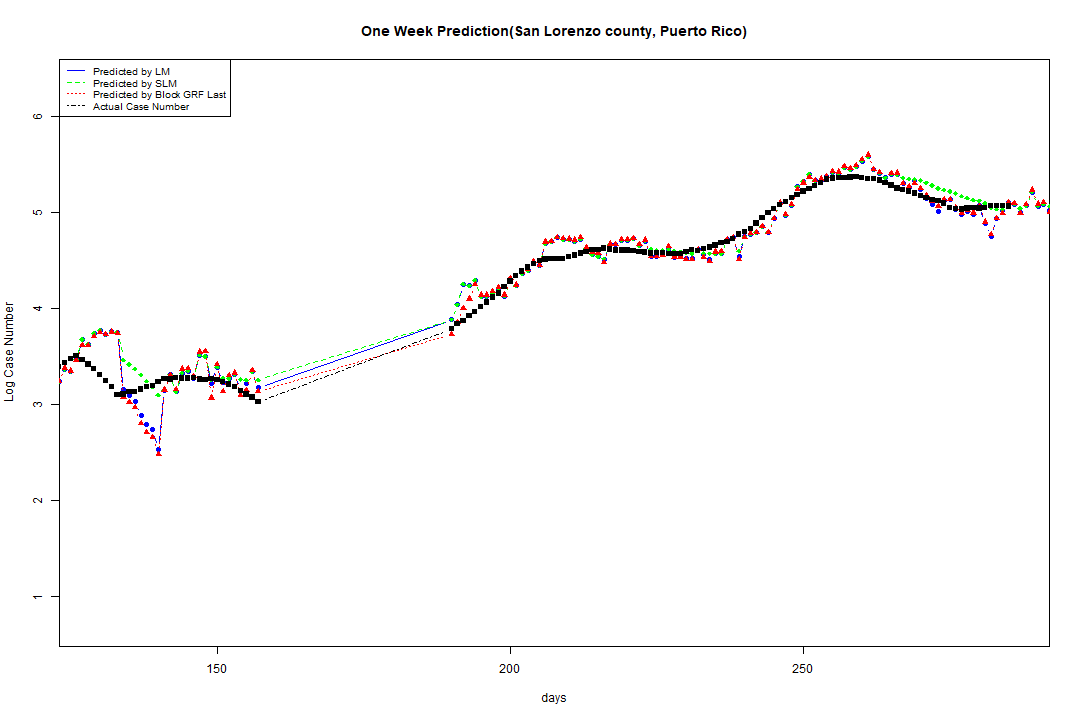 One Week Prediction(San Lorenzo county, Puerto Rico)
Predicted by LM
Predicted by SLM
Predicted by Block GRF Last
Actual Case Number
Log Case Number
6
5
4
3
2
1
150
200
250
days